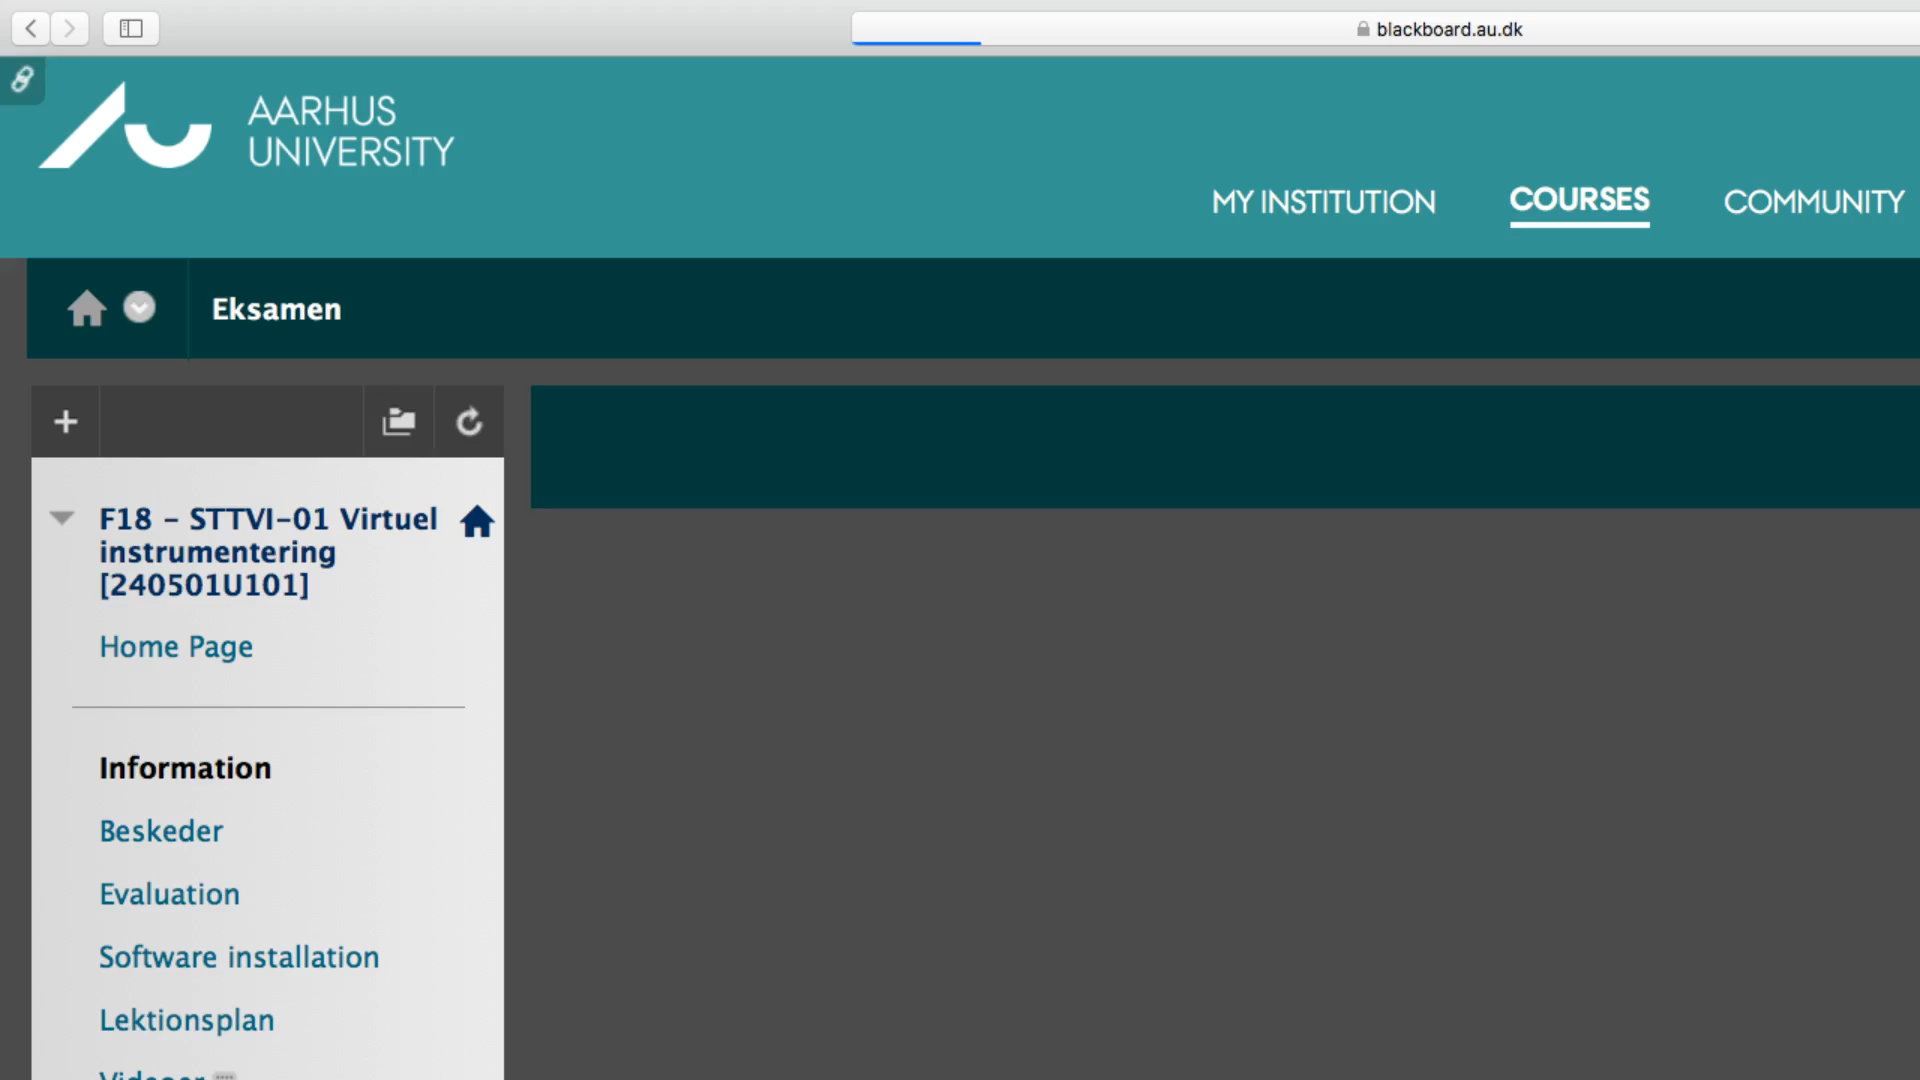 blackboard.au.dk
AARHUS
UNIVERSITY
MY INSTITUTION
COURSES
COMMUNITY
Eksamen
F18 - STTVI-01 Virtuel
instrumentering
[240501U101]
Home Page
Information
Beskeder
Evaluation
Software installation
Lektionsplan